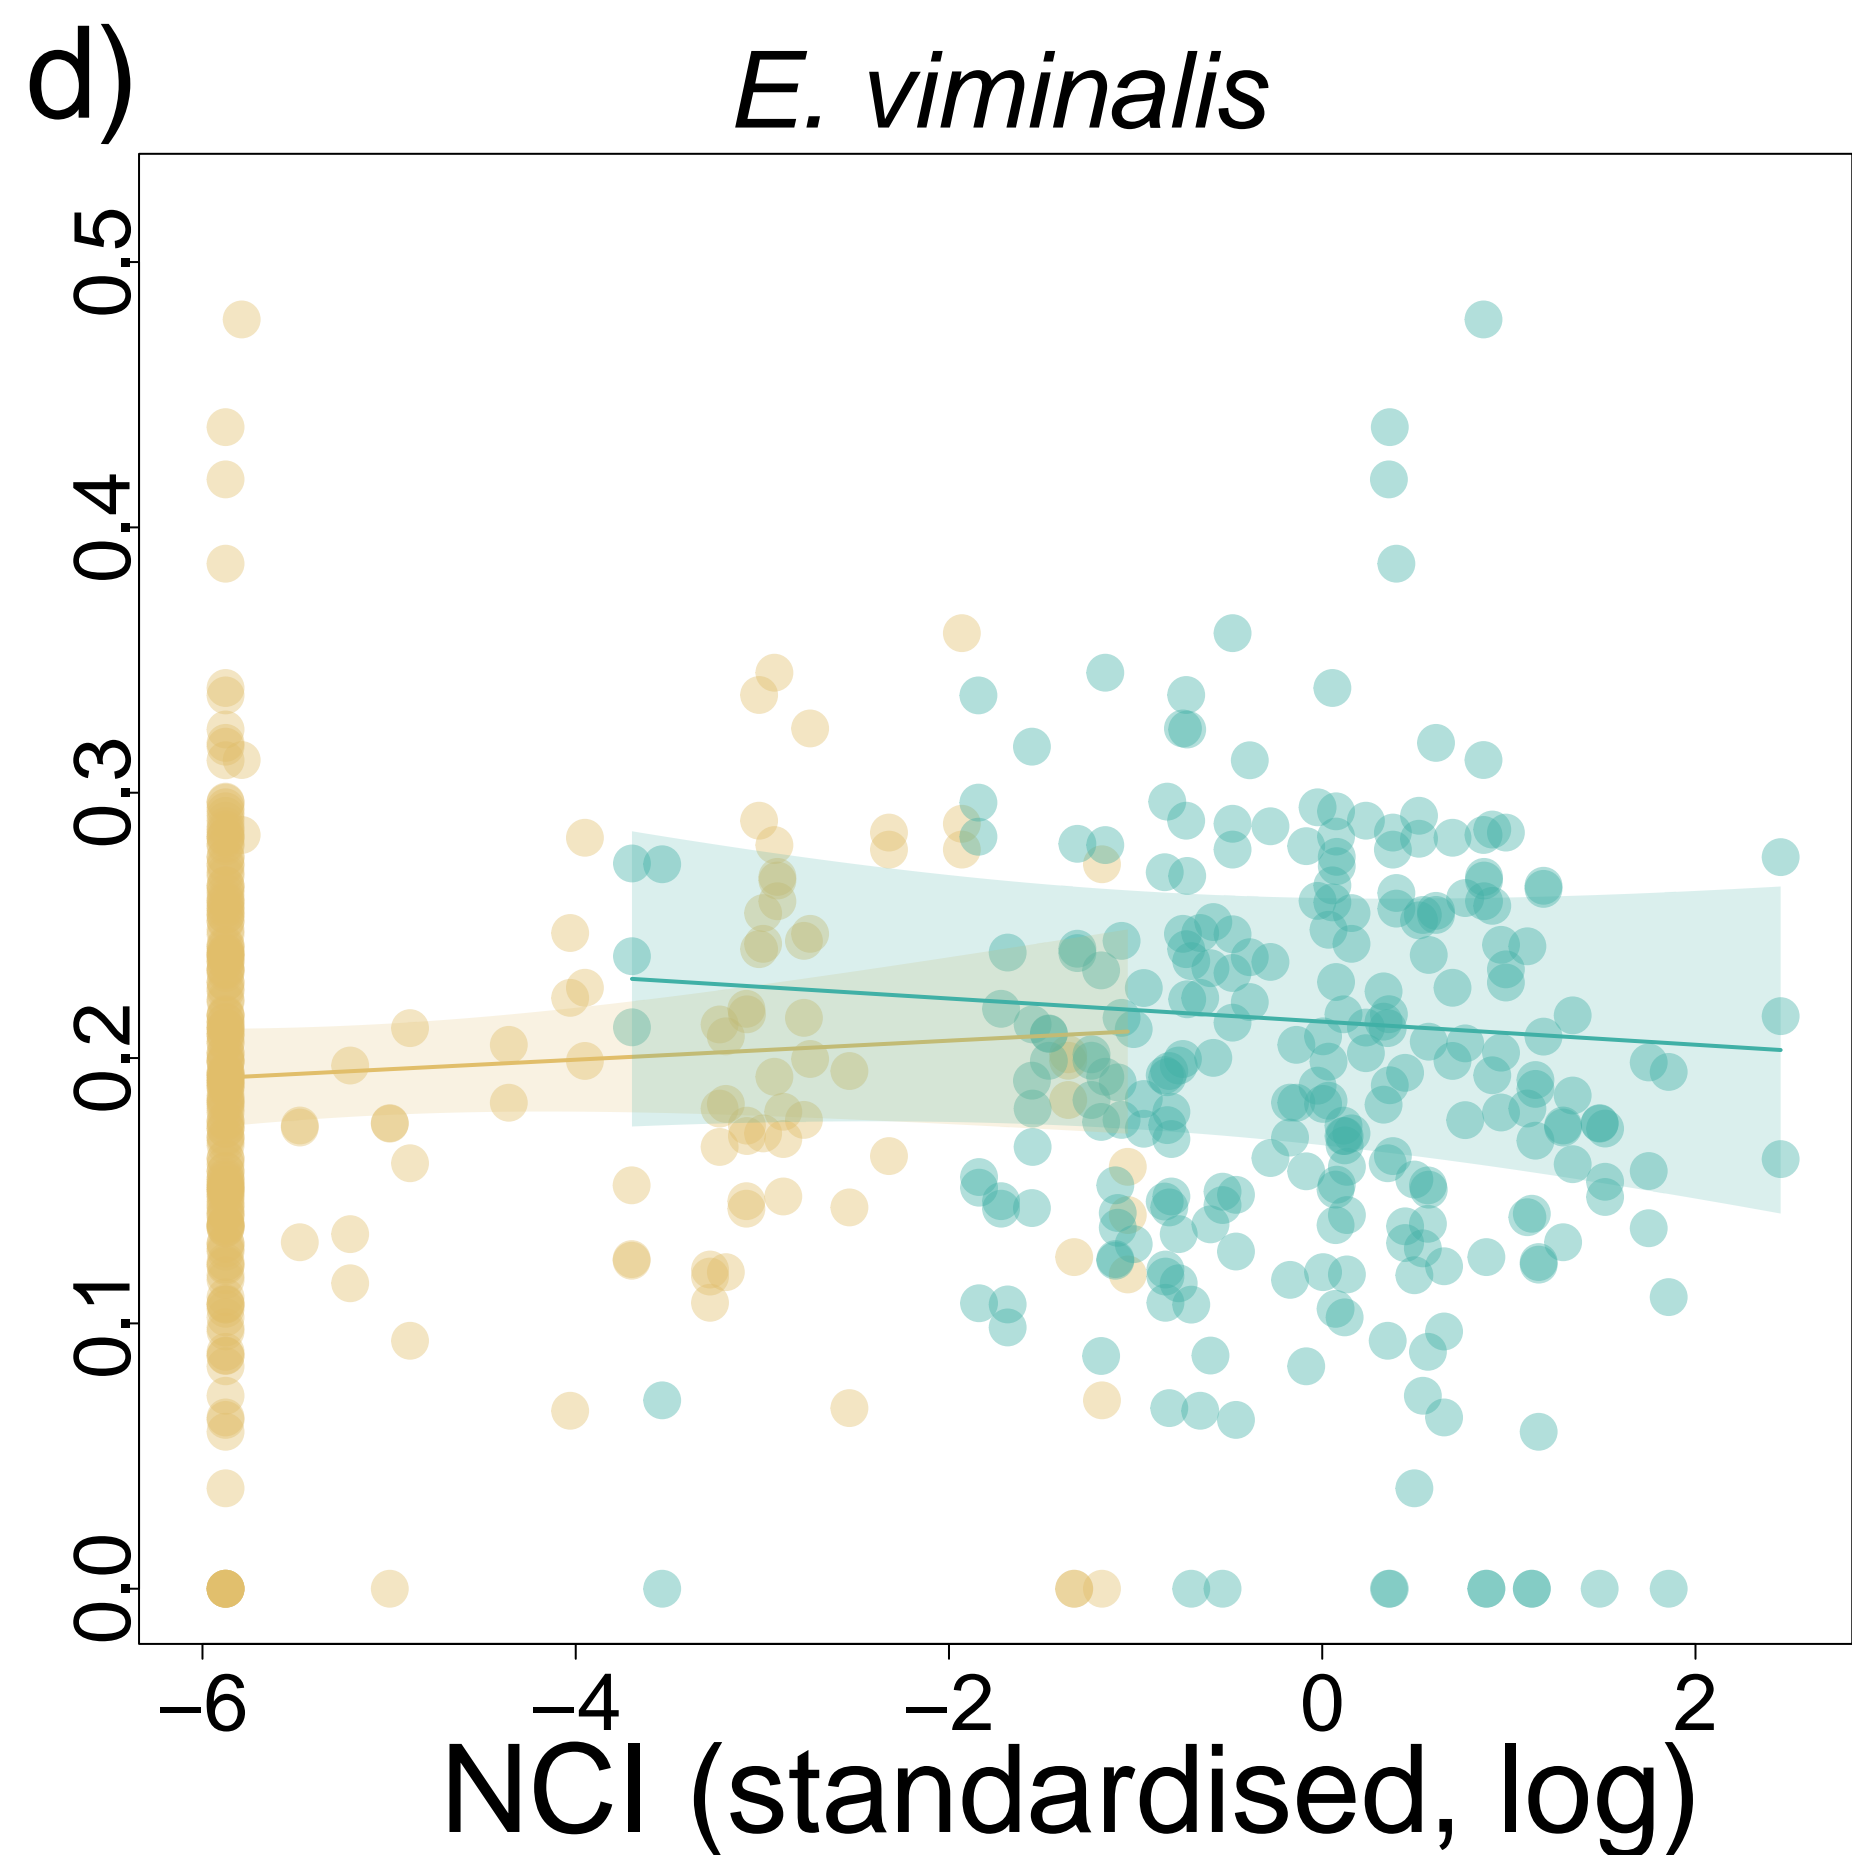 d)
E. viminalis
0.5
0.4
0.3
0.2
0.1
0.0
–6 –4 –2 0 2
NCI (standardised, log)